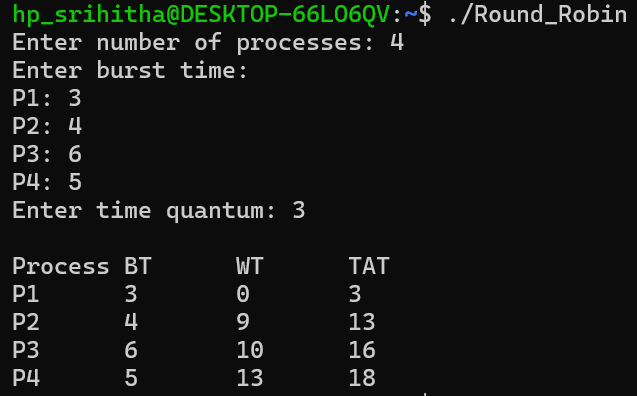 hp_srihitha@DESKTOP-66LO6QV:~$ ./Round_Robin
Enter number of processes: 4
Enter burst time:
P1: 3
P2: 4
P3: 6
P4: 5
Enter time quantum: 3

Process BT      WT      TAT
P1      3       0       3
P2      4       9       13
P3      6       10      16
P4      5       13      18